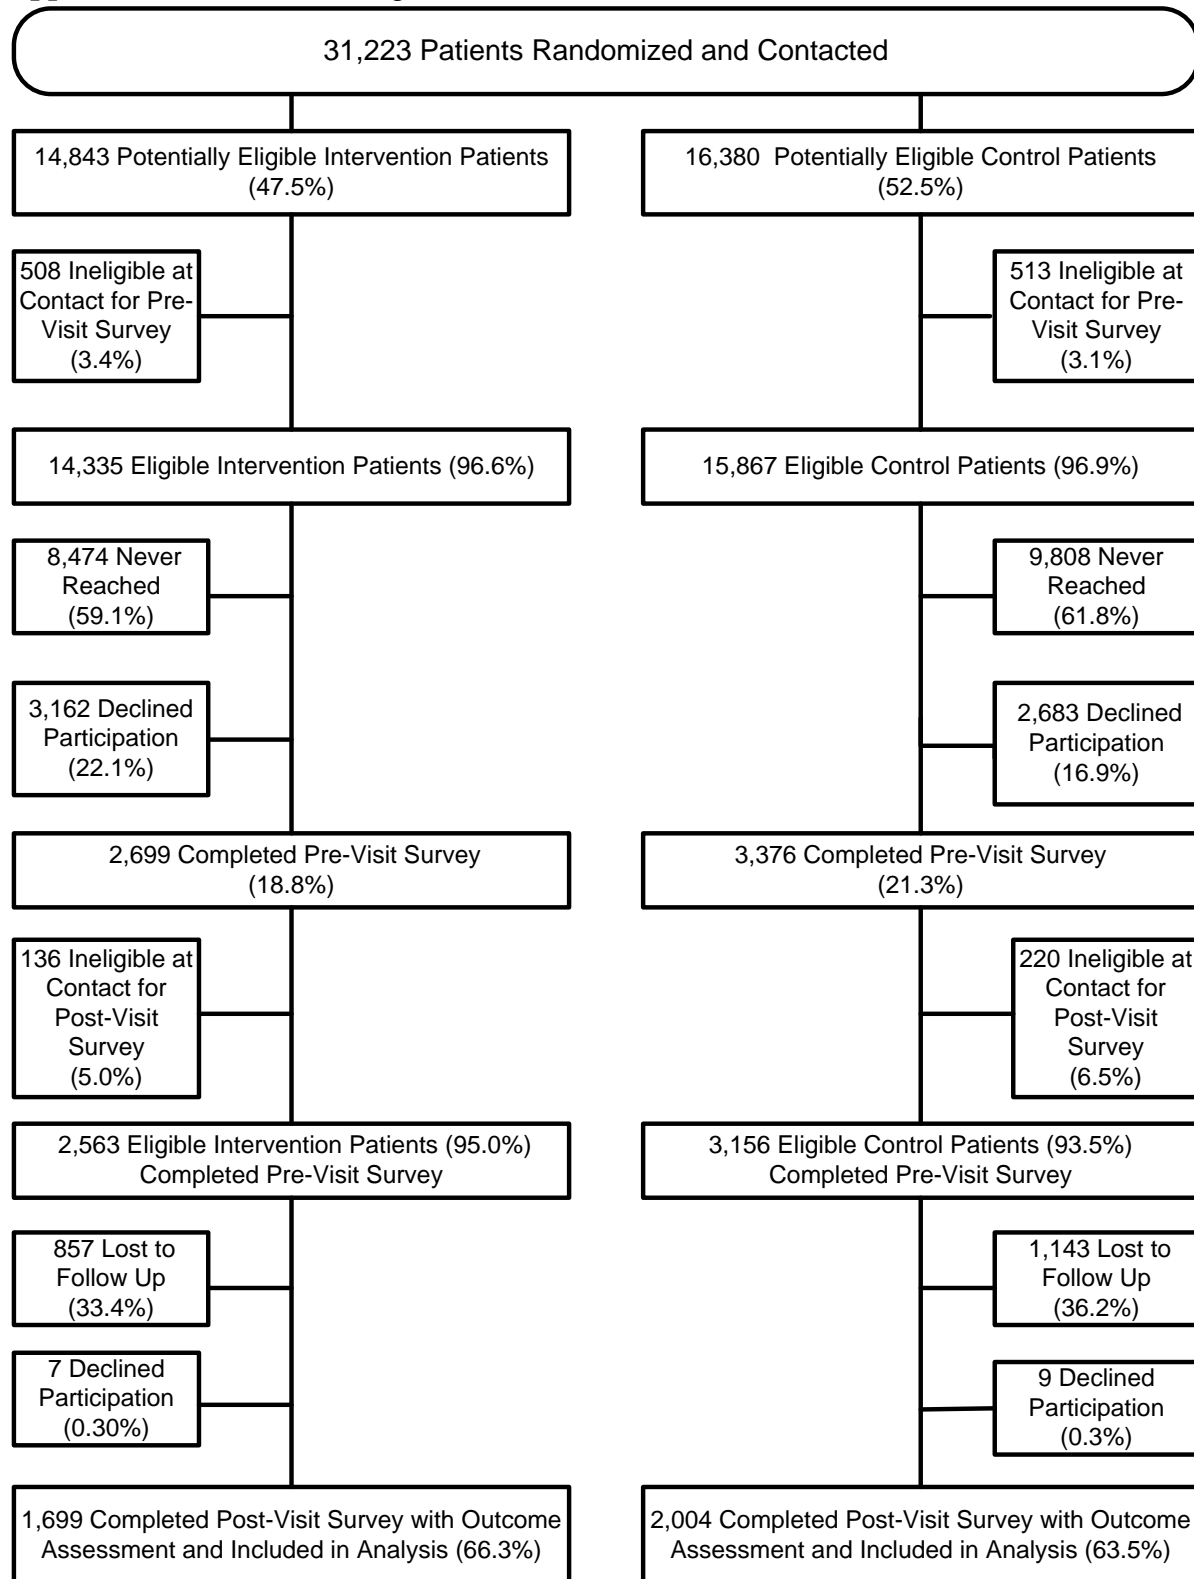 31,223 Patients Randomized and Contacted
14,843 Potentially Eligible Intervention Patients
(47.5%)
16,380 Potentially Eligible Control Patients
(52.5%)
508 Ineligible at
Contact for Pre-
Visit Survey
(3.4%)
513 Ineligible at
Contact for Pre-
Visit Survey
(3.1%)
14,335 Eligible Intervention Patients (96.6%)
15,867 Eligible Control Patients (96.9%)
8,474 Never
Reached
(59.1%)
9,808 Never
Reached
(61.8%)
3,162 Declined
Participation
(22.1%)
2,683 Declined
Participation
(16.9%)
2,699 Completed Pre-Visit Survey
(18.8%)
3,376 Completed Pre-Visit Survey
(21.3%)
136 Ineligible at
Contact for
Post-Visit
Survey
(5.0%)
220 Ineligible at
Contact for
Post-Visit
Survey
(6.5%)
2,563 Eligible Intervention Patients (95.0%)
Completed Pre-Visit Survey
3,156 Eligible Control Patients (93.5%)
Completed Pre-Visit Survey
857 Lost to
Follow Up
(33.4%)
1,143 Lost to
Follow Up
(36.2%)
7 Declined
Participation
(0.30%)
9 Declined
Participation
(0.3%)
1,699 Completed Post-Visit Survey with Outcome
Assessment and Included in Analysis (66.3%)
2,004 Completed Post-Visit Survey with Outcome
Assessment and Included in Analysis (63.5%)